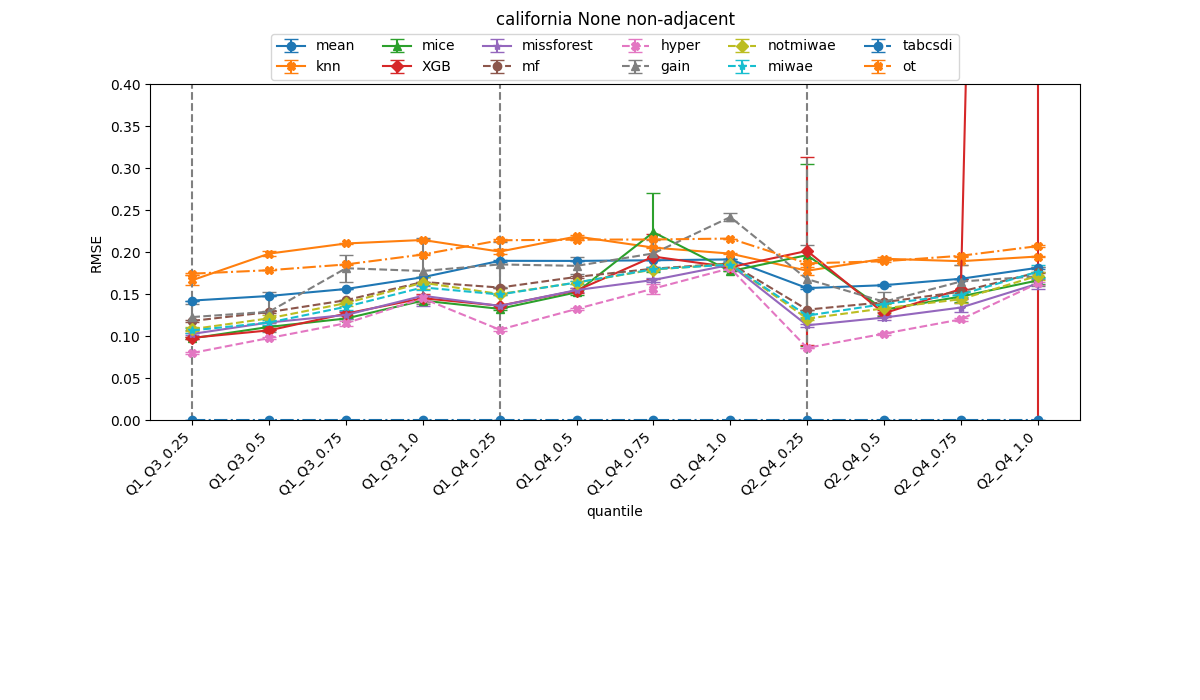 california None non-adjacent
mean mice missforest hyper notmiwae tabcsdi
knn XGB mf gain miwae ot
0.40
0.35
0.30
0.25
0.20
0.15
0.10
0.05
0.00
RMSE
Q1_Q3_0.25 Q1_Q3_0.5 Q1_Q3_0.75 Q1_Q3_1.0 Q1_Q4_0.25 Q1_Q4_0.5 Q1_Q4_0.75 Q1_Q4_1.0 Q2_Q4_0.25 Q2_Q4_0.5 Q2_Q4_0.75 Q2_Q4_1.0
quantile